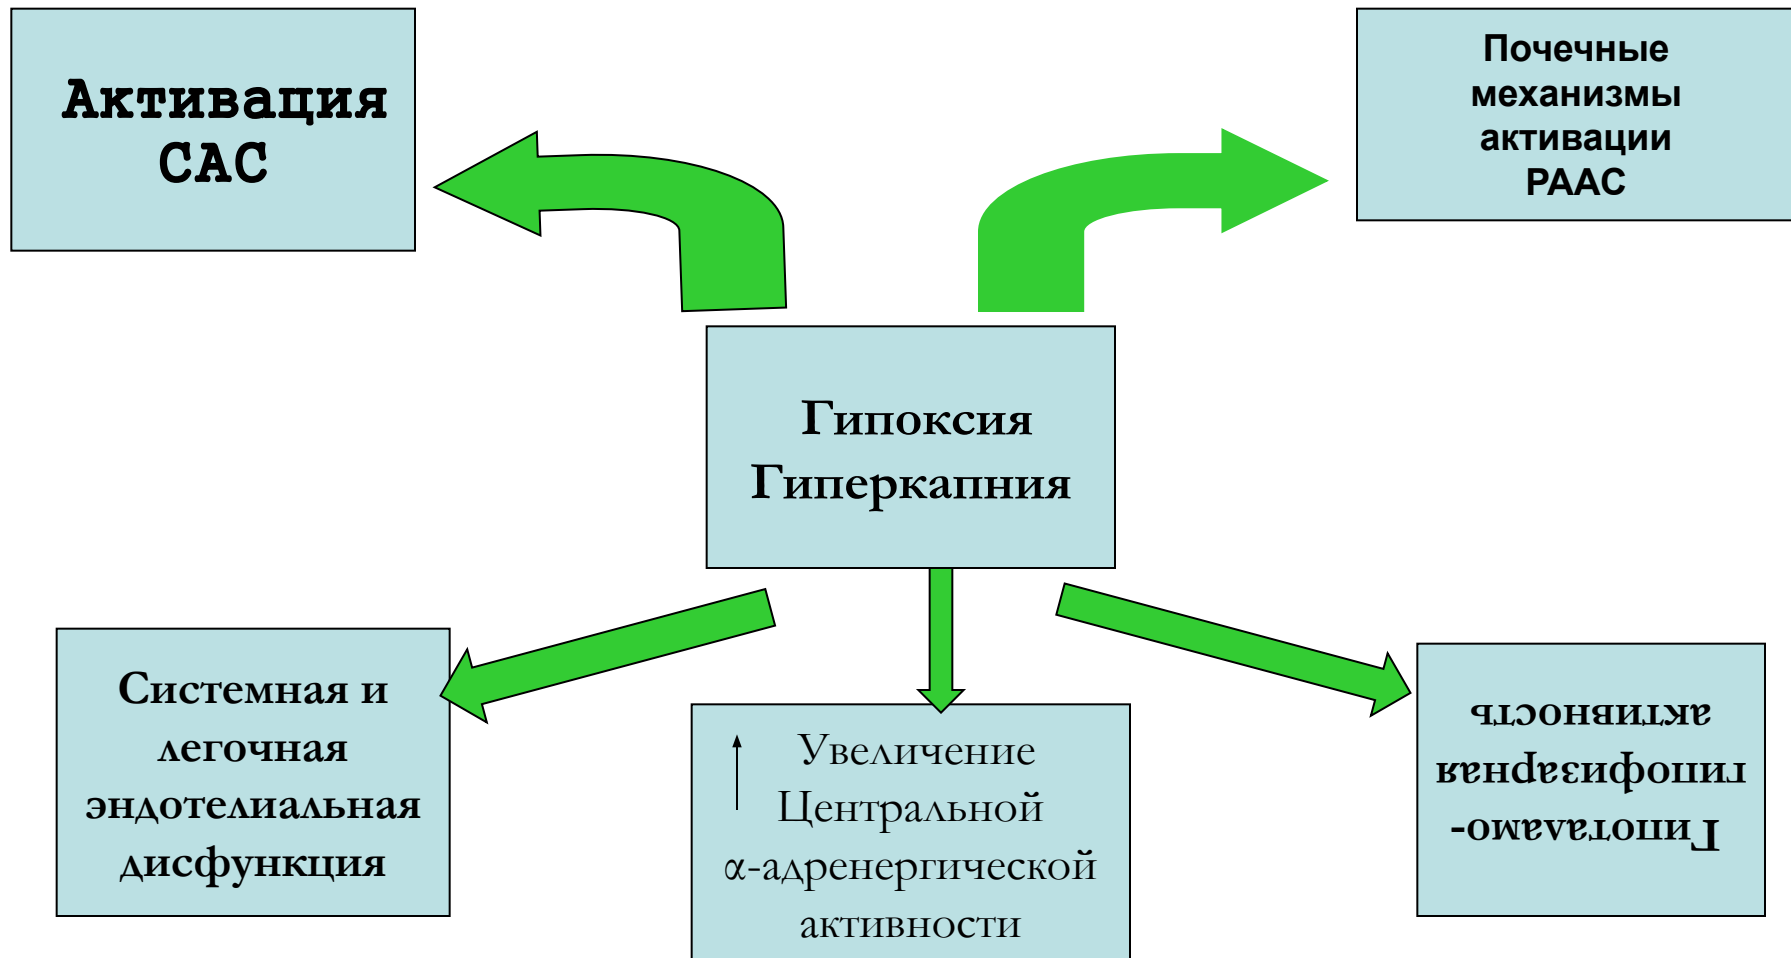 Активация
САС
Почечные
механизмы
активации
РААС
Гипоксия
Гиперкапния
Системная и
легочная
эндотелиальная
дисфункция
Увеличение
Центральной
α-адренергической
активности
Гипоталамо-
гипофизарная
активность